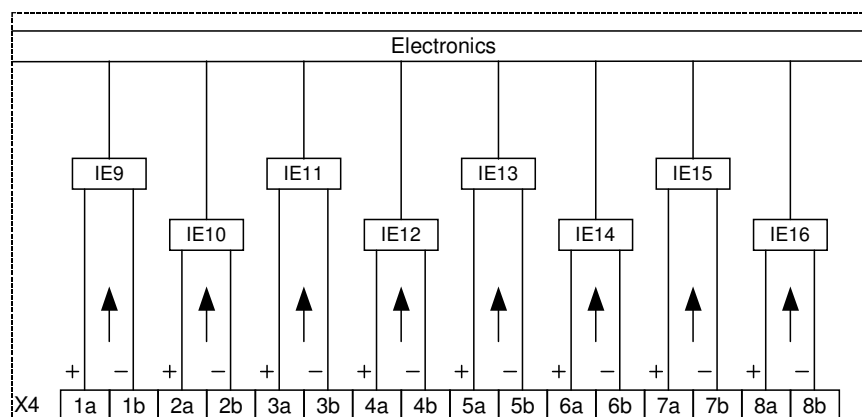 Electronics
IE9 IE11 IE13 IE15
IE10 IE12 IE14 IE16
+ − + − + − + − + − + − + − + −
X4 1a 1b 2a 2b 3a 3b 4a 4b 5a 5b 6a 6b 7a 7b 8a 8b